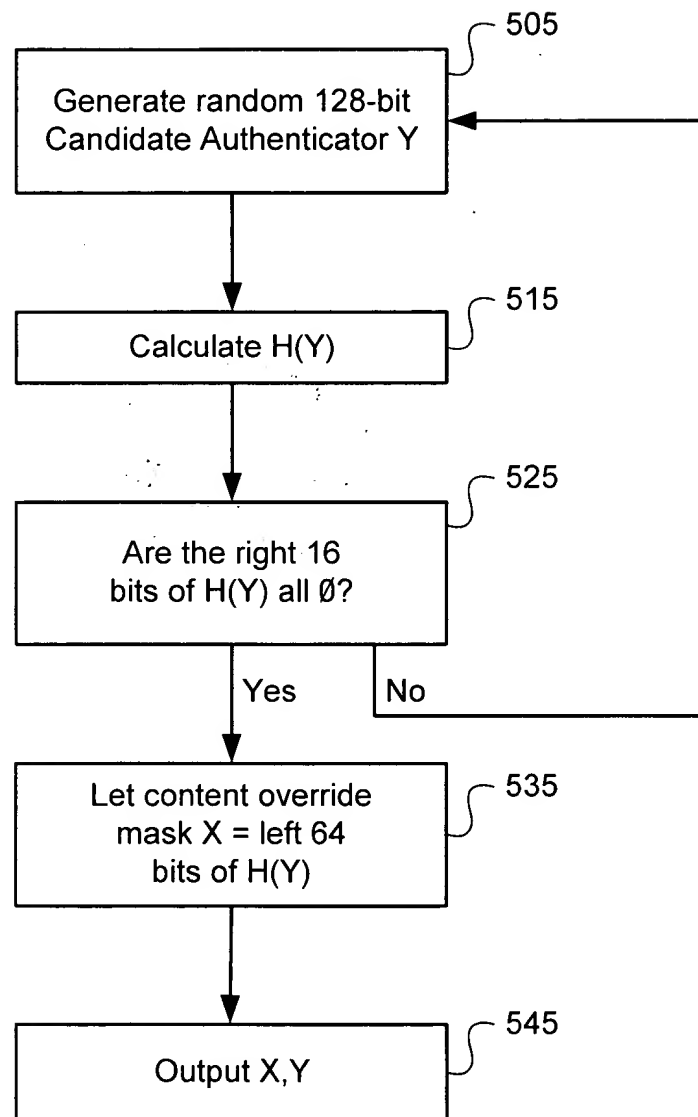 505
Generate random 128-bit
Candidate Authenticator Y
515
Calculate H(Y)
525
Are the right 16
bits of H(Y) all Ø?
Yes
No
535
Let content override
mask X = left 64
bits of H(Y)
545
Output X,Y